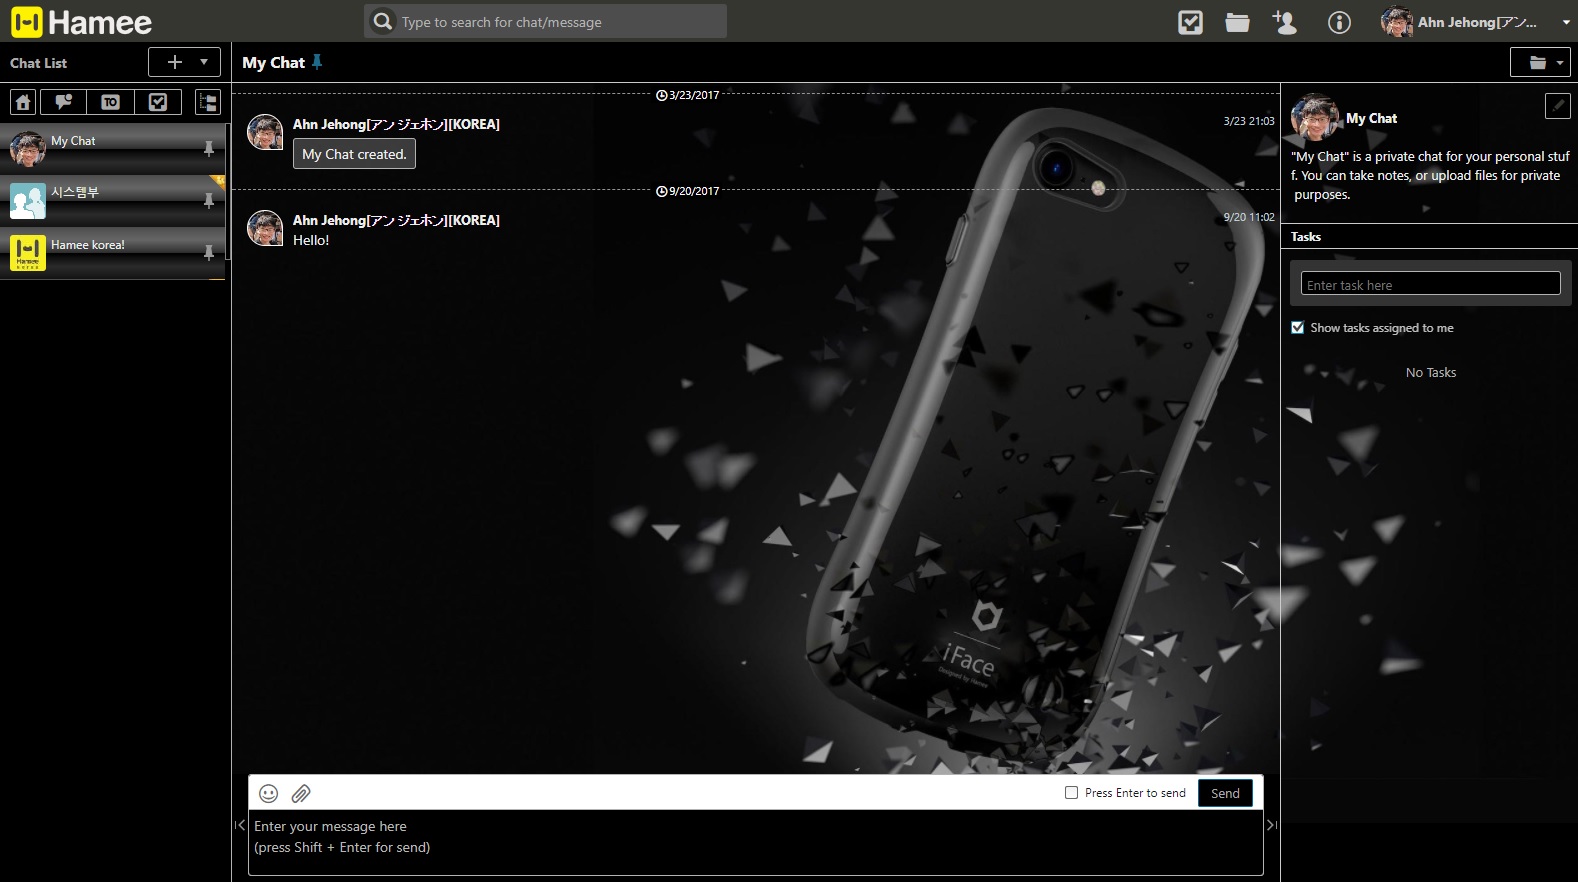 Hamee
Type to search for chat/message
Ahn Jehong[アン...
Chat List
My Chat
TO
My Chat
시스템부
Hamee korea!
Hamee
3/23/2017
Ahn Jehong[アン ジェホン][KOREA]
3/23 21:03
My Chat created.
9/20/2017
Ahn Jehong[アン ジェホン][KOREA]
9/20 11:02
Hello!
iFace
Designed by Hamee
Press Enter to send
Send
Enter your message here
(press Shift + Enter for send)
My Chat
"My Chat" is a private chat for your personal stuf
f. You can take notes, or upload files for private
purposes.
Tasks
Enter task here
Show tasks assigned to me
No Tasks